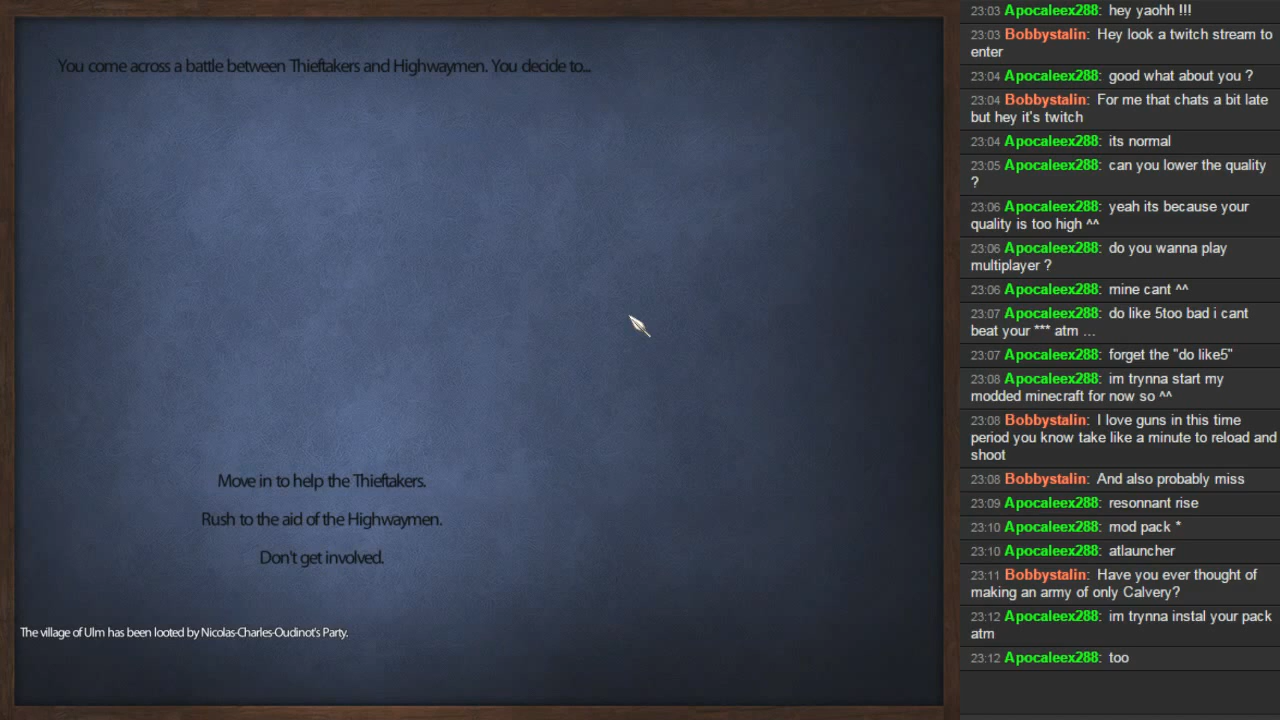 You come across a battle between Thieftakers and Highwaymen. You decide to...
Move in to help the Thieftakers.
Rush to the aid of the Highwaymen.
Don't get involved.
The village of Ulm has been looted by Nicolas-Charles-Oudinot's Party.
23:03 Apocaleex288: hey yaohh !!!
23:03 Bobbystalin: Hey look a twitch stream to
enter
23:04 Apocaleex288: good what about you ?
23:04 Bobbystalin: For me that chats a bit late
but hey it's twitch
23:04 Apocaleex288: its normal
23:05 Apocaleex288: can you lower the quality
?
23:06 Apocaleex288: yeah its because your
quality is too high ^^
23:06 Apocaleex288: do you wanna play
multiplayer ?
23:06 Apocaleex288: mine cant ^^
23:07 Apocaleex288: do like 5too bad i cant
beat your *** atm ...
23:07 Apocaleex288: forget the "do like5"
23:08 Apocaleex288: im trynna start my
modded minecraft for now so ^^
23:08 Bobbystalin: I love guns in this time
period you know take like a minute to reload and
shoot
23:08 Bobbystalin: And also probably miss
23:09 Apocaleex288: resonnant rise
23:10 Apocaleex288: mod pack *
23:10 Apocaleex288: atlauncher
23:11 Bobbystalin: Have you ever thought of
making an army of only Calvery?
23:12 Apocaleex288: im trynna instal your pack
atm
23:12 Apocaleex288: too